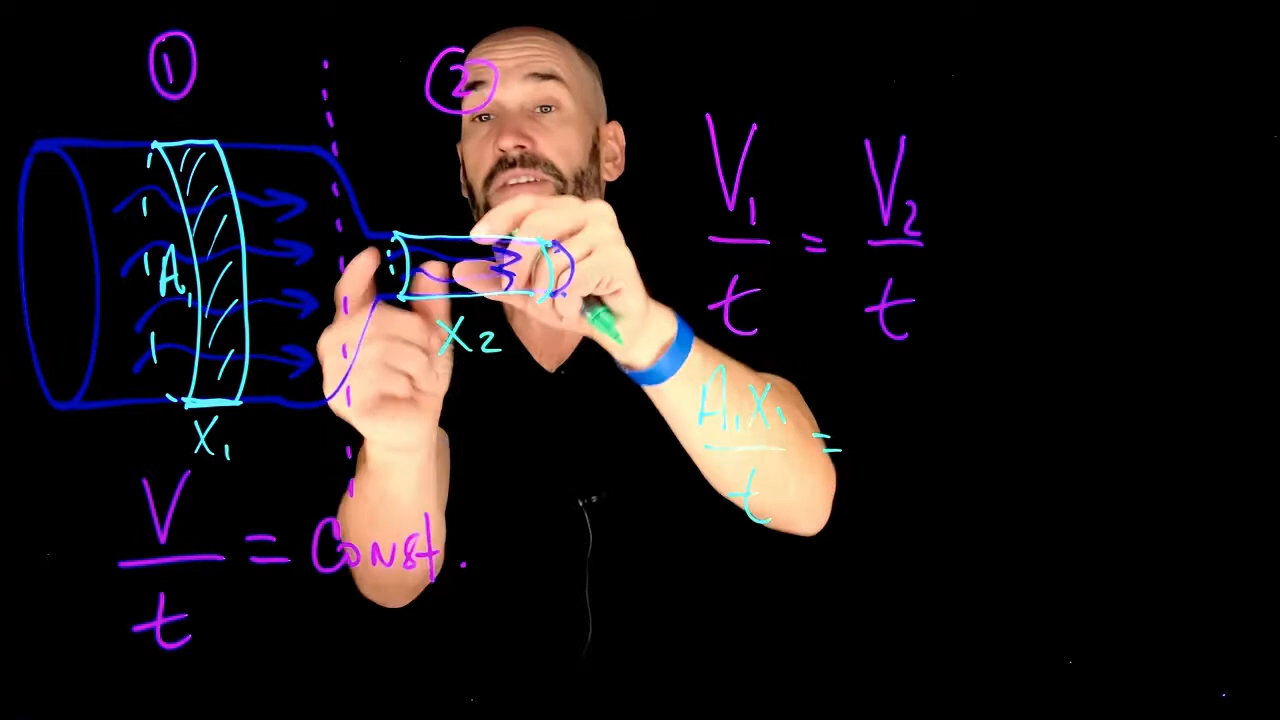 ① ②
A₁
X₁
X₂
V/t = Const.
V₁/t = V₂/t
A₁X₁/t =